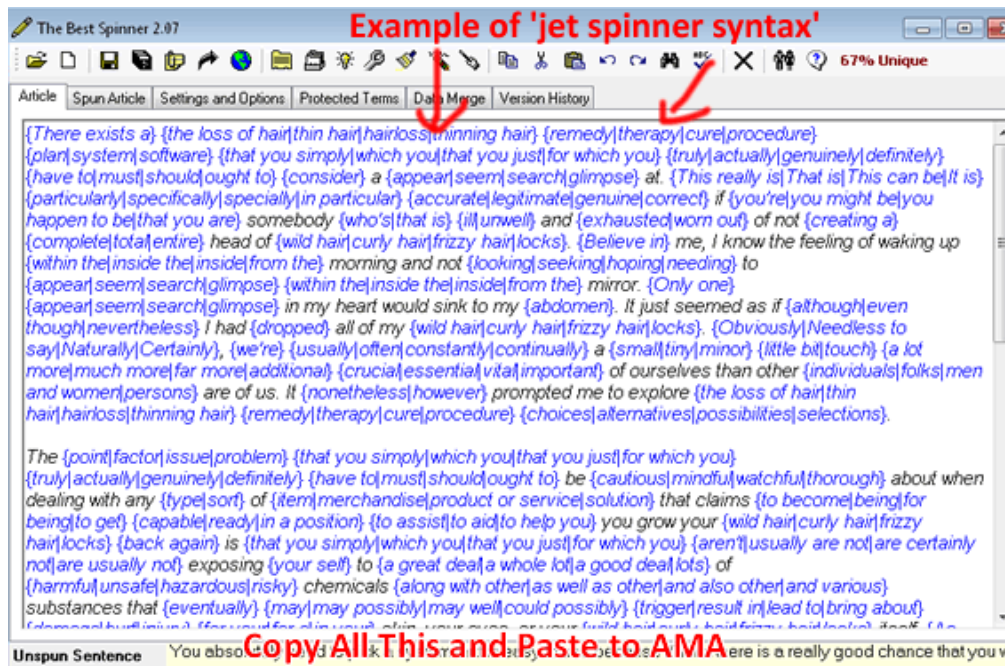 The Best Spinner 2.07
Example of 'jet spinner syntax'
67% Unique
Article Spun Article Settings and Options Protected Terms Data Merge Version History
{There exists a} {the loss of hair|thin hair|hairloss|thinning hair} {remedy|therapy|cure|procedure}
{plan|system|software} {that you simply|which you|that you just|for which you} {truly|actually|genuinely|definitely}
{have to|must|should|ought to} {consider} a {appear|seem|search|glimpse} at. {This really is|That is|This can be|It is}
{particularly|specifically|specially|in particular} {accurate|legitimate|genuine|correct} if {you're|you might be|you
happen to be|that you are} somebody {who's|that is} {ill|unwell} and {exhausted|worn out} of not {creating a}
{complete|total|entire} head of {wild hair|curly hair|frizzy hair|locks}. {Believe in} me, I know the feeling of waking up
{within the|inside the|inside|from the} morning and not {looking|seeking|hoping|needing} to
{appear|seem|search|glimpse} {within the|inside the|inside|from the} mirror. {Only one}
{appear|seem|search|glimpse} in my heart would sink to my {abdomen}. It just seemed as if {although|even
though|nevertheless} I had {dropped} all of my {wild hair|curly hair|frizzy hair|locks}. {Obviously|Needless to
say|Naturally|Certainly}, {we're} {usually|often|constantly|continually} a {small|tiny|minor} {little bit|touch} {a lot
more|much more|far more|additional} {crucial|essential|vital|important} of ourselves than other {individuals|folks|men
and women|persons} are of us. It {nonetheless|however} prompted me to explore {the loss of hair|thin
hair|hairloss|thinning hair} {remedy|therapy|cure|procedure} {choices|alternatives|possibilities|selections}.
The {point|factor|issue|problem} {that you simply|which you|that you just|for which you}
{truly|actually|genuinely|definitely} {have to|must|should|ought to} be {cautious|mindful|watchful|thorough} about when
dealing with any {type|sort} of {item|merchandise|product or service|solution} that claims {to become|being|for
being|to get} {capable|ready|in a position} {to assist|to aid|to help you} you grow your {wild hair|curly hair|frizzy
hair|locks} {back again} is {that you simply|which you|that you just|for which you} {aren't|usually are not|are certainly
not|are usually not} exposing {your self} to {a great deal|a whole lot|a good deal|lots} of
{harmful|unsafe|hazardous|risky} chemicals {along with other|as well as other|and also other|and various}
substances that {eventually} {may|may possibly|may well|could possibly} {trigger|result in|lead to|bring about}
Copy All This and Paste to AMA
Unspun Sentence You ere is a really good chance that you